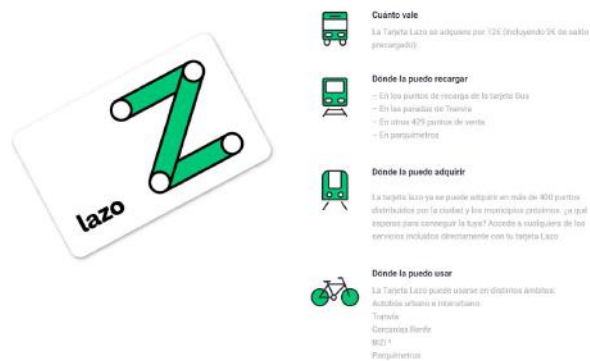 lazo
Cuánto vale
La Tarjeta Lazo se adquiere por 12€ (incluyendo 9€ de saldo
precargado)
Dónde la puedo recargar
– En los puntos de recarga de la tarjeta Bus
– En las paradas de Tranvía
– En otros 429 puntos de venta
– En parquímetros
Dónde la puedo adquirir
La tarjeta lazo ya se puede adquirir en más de 400 puntos
distribuidos por la ciudad y los municipios próximos. ¿a qué
esperas para conseguir la tuya? Accede a cualquiera de los
servicios incluidos directamente con tu tarjeta Lazo
Dónde la puedo usar
La Tarjeta Lazo puede usarse en distintos ámbitos:
Autobús urbano e interurbano
Tranvía
Cercanías Renfe
BIZI *
Parquímetros